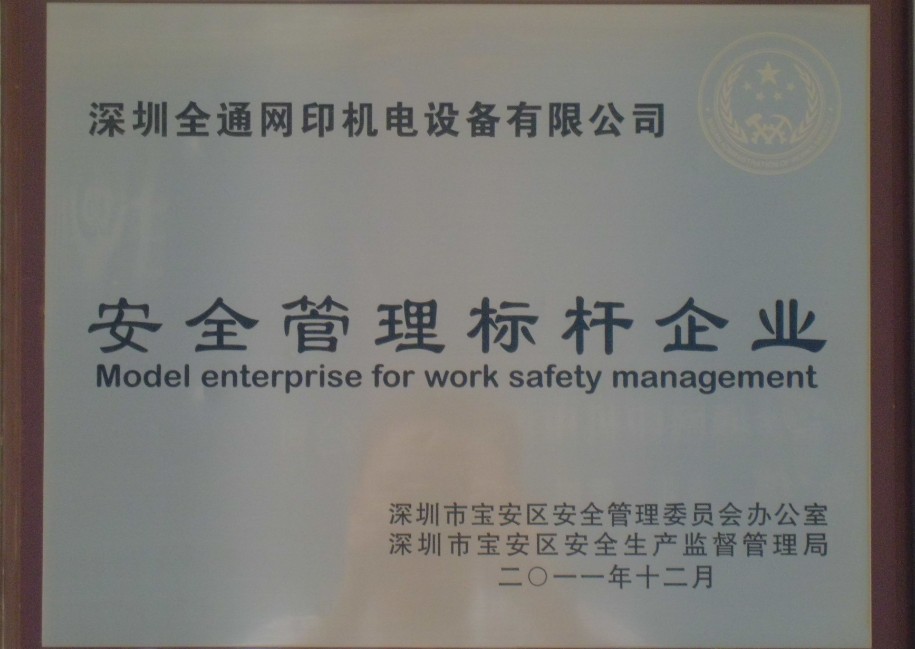 深圳全通网印机电设备有限公司
安全管理标杆企业
Model enterprise for work safety management
深圳市宝安区安全管理委员会办公室
深圳市宝安区安全生产监督管理局
二〇一一年十二月